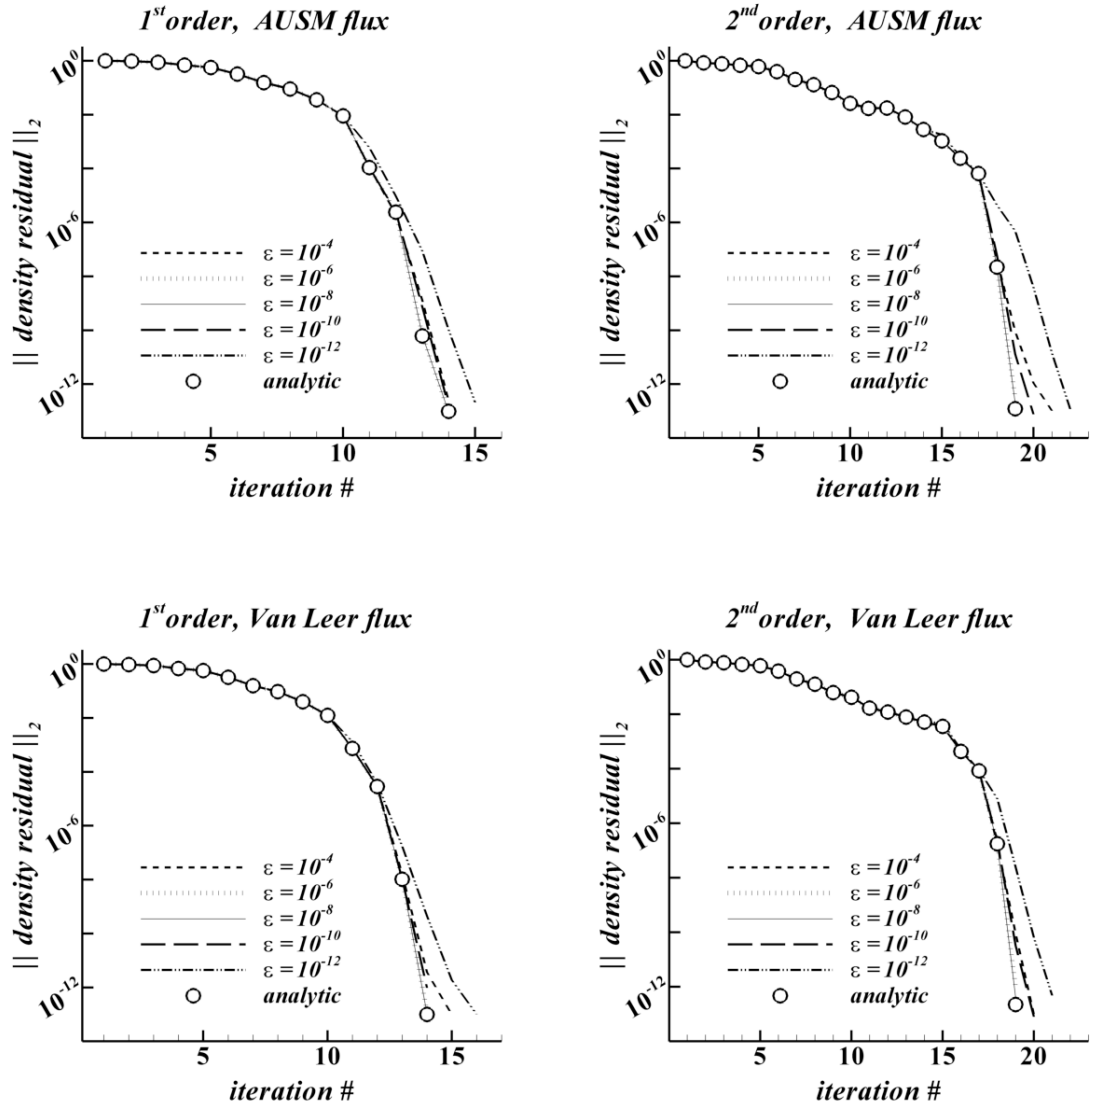 1st order, AUSM flux
10^0
10^-6
10^-12
|| density residual ||_2
ε = 10^-4
ε = 10^-6
ε = 10^-8
ε = 10^-10
ε = 10^-12
analytic
5 10 15
iteration #
2nd order, AUSM flux
10^0
10^-6
10^-12
|| density residual ||_2
ε = 10^-4
ε = 10^-6
ε = 10^-8
ε = 10^-10
ε = 10^-12
analytic
5 10 15 20
iteration #
1st order, Van Leer flux
10^0
10^-6
10^-12
|| density residual ||_2
ε = 10^-4
ε = 10^-6
ε = 10^-8
ε = 10^-10
ε = 10^-12
analytic
5 10 15
iteration #
2nd order, Van Leer flux
10^0
10^-6
10^-12
|| density residual ||_2
ε = 10^-4
ε = 10^-6
ε = 10^-8
ε = 10^-10
ε = 10^-12
analytic
5 10 15 20
iteration #